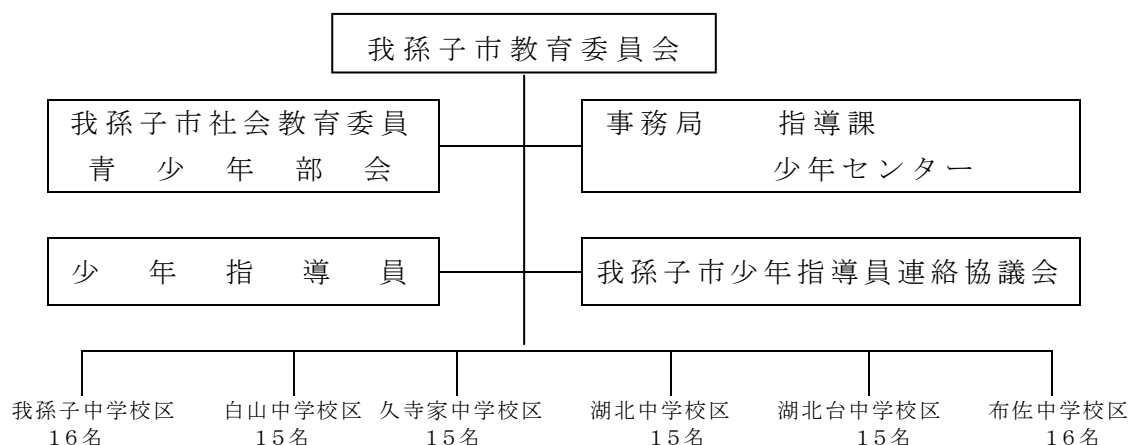 我孫子市教育委員会
我孫子市社会教育委員
青少年部会
事務局 指導課
少年センター
少年指導員
我孫子市少年指導員連絡協議会
我孫子中学校区 白山中学校区 久寺家中学校区 湖北中学校区 湖北台中学校区 布佐中学校区
16名 15名 15名 15名 15名 16名